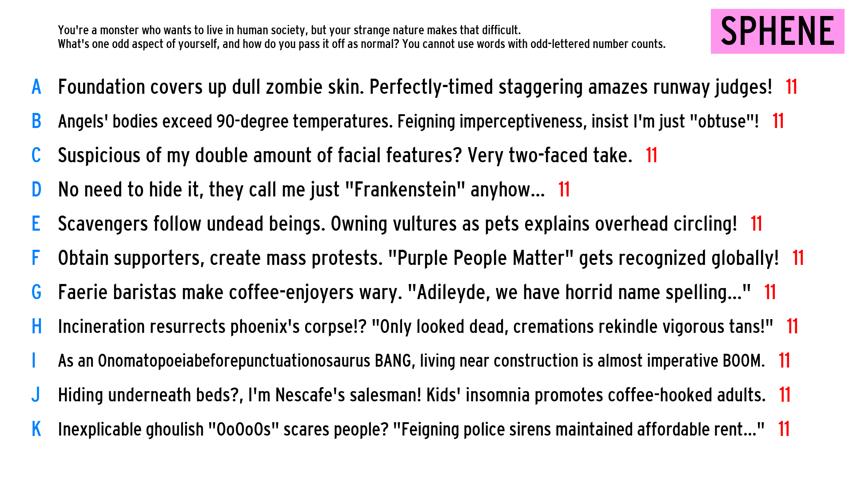 You're a monster who wants to live in human society, but your strange nature makes that difficult.
What's one odd aspect of yourself, and how do you pass it off as normal? You cannot use words with odd-lettered number counts.
SPHENE
A Foundation covers up dull zombie skin. Perfectly-timed staggering amazes runway judges! 11
B Angels' bodies exceed 90-degree temperatures. Feigning imperceptiveness, insist I'm just "obtuse"! 11
C Suspicious of my double amount of facial features? Very two-faced take. 11
D No need to hide it, they call me just "Frankenstein" anyhow... 11
E Scavengers follow undead beings. Owning vultures as pets explains overhead circling! 11
F Obtain supporters, create mass protests. "Purple People Matter" gets recognized globally! 11
G Faerie baristas make coffee-enjoyers wary. "Adileyde, we have horrid name spelling..." 11
H Incineration resurrects phoenix's corpse!? "Only looked dead, cremations rekindle vigorous tans!" 11
I As an Onomatopoeiabeforepunctuationosaurus BANG, living near construction is almost imperative BOOM. 11
J Hiding underneath beds?, I'm Nescafe's salesman! Kids' insomnia promotes coffee-hooked adults. 11
K Inexplicable ghoulish "OoOoOs" scares people? "Feigning police sirens maintained affordable rent..." 11